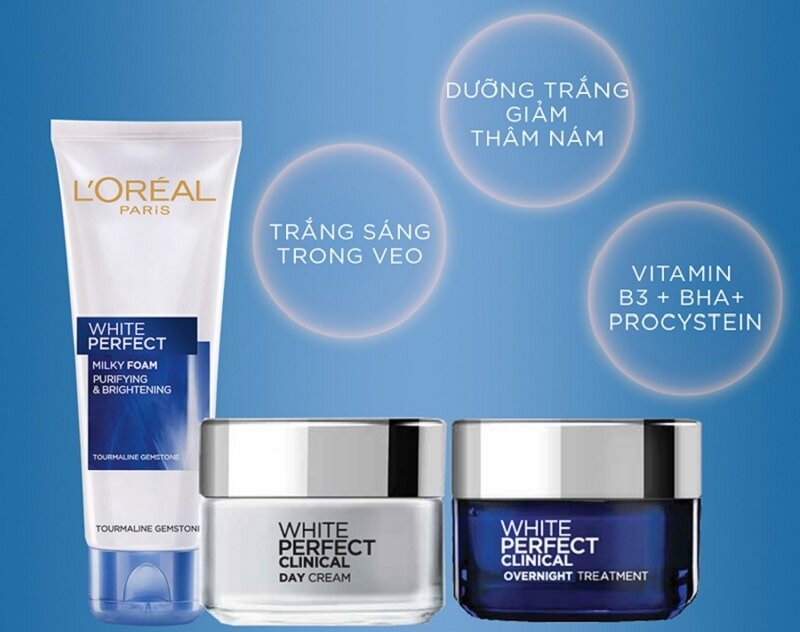 DƯỠNG TRẮNG
GIẢM
THÂM NÁM
TRẮNG SÁNG
TRONG VEO
VITAMIN
B3 + BHA+
PROCYSTEIN
L'ORÉAL
PARIS
WHITE
PERFECT
MILKY FOAM
PURIFYING
& BRIGHTENING
TOURMALINE GEMSTONE
TOURMALINE GEMSTONE
WHITE
PERFECT
CLINICAL
DAY CREAM
WHITE
PERFECT
CLINICAL
OVERNIGHT TREATMENT